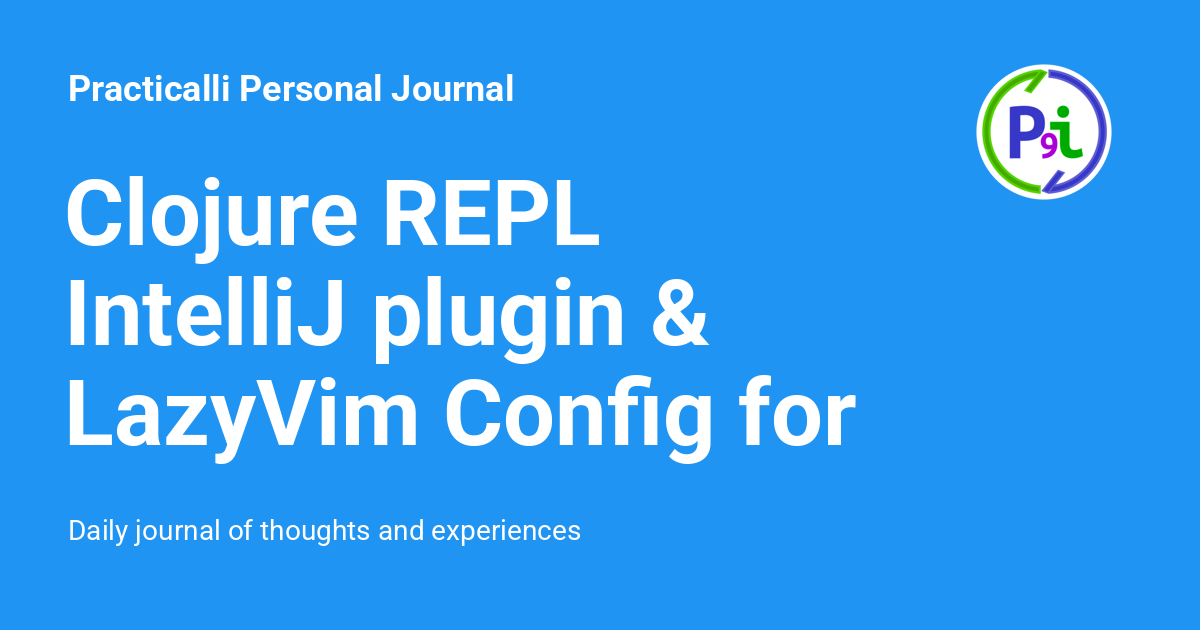 Practicalli Personal Journal
P9i
Clojure REPL
IntelliJ plugin &
LazyVim Config for
Daily journal of thoughts and experiences